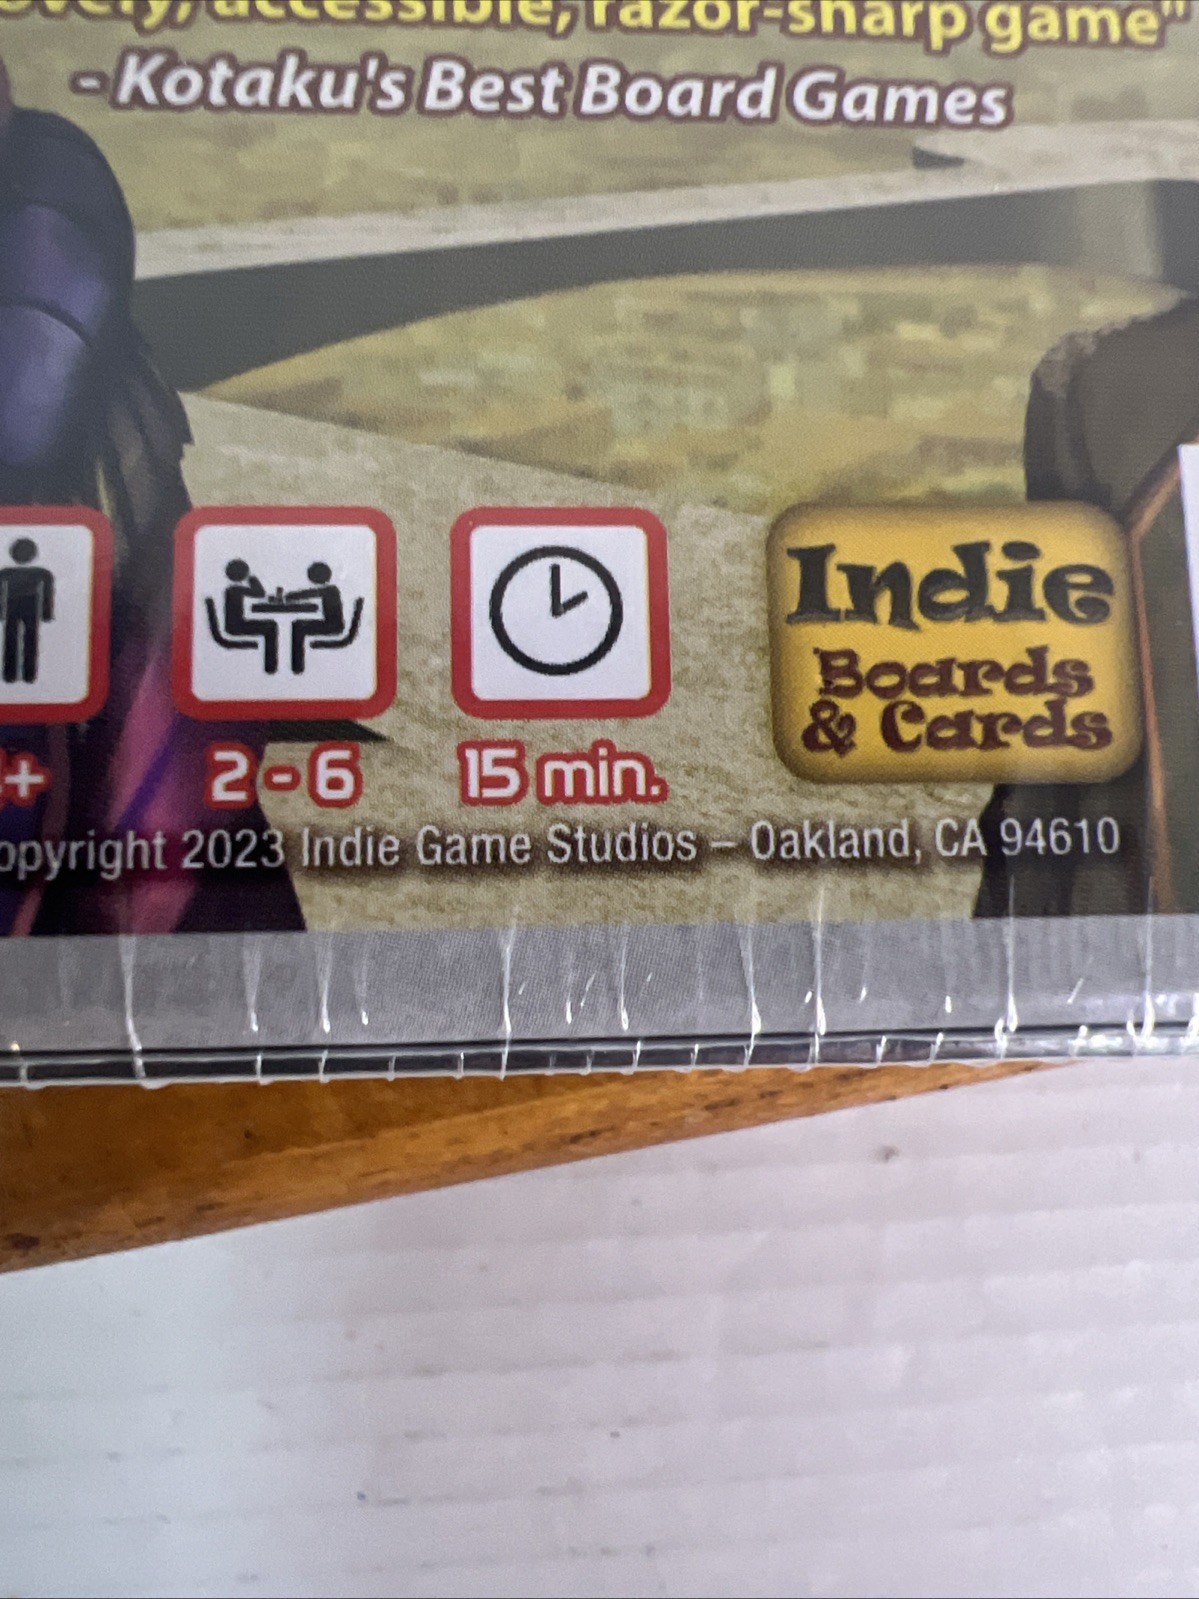 accessible, razor-sharp game"
- Kotaku's Best Board Games
2 - 6
15 min.
Indie
Boards
& Cards
2023 Indie Game Studios – Oakland, CA 94610